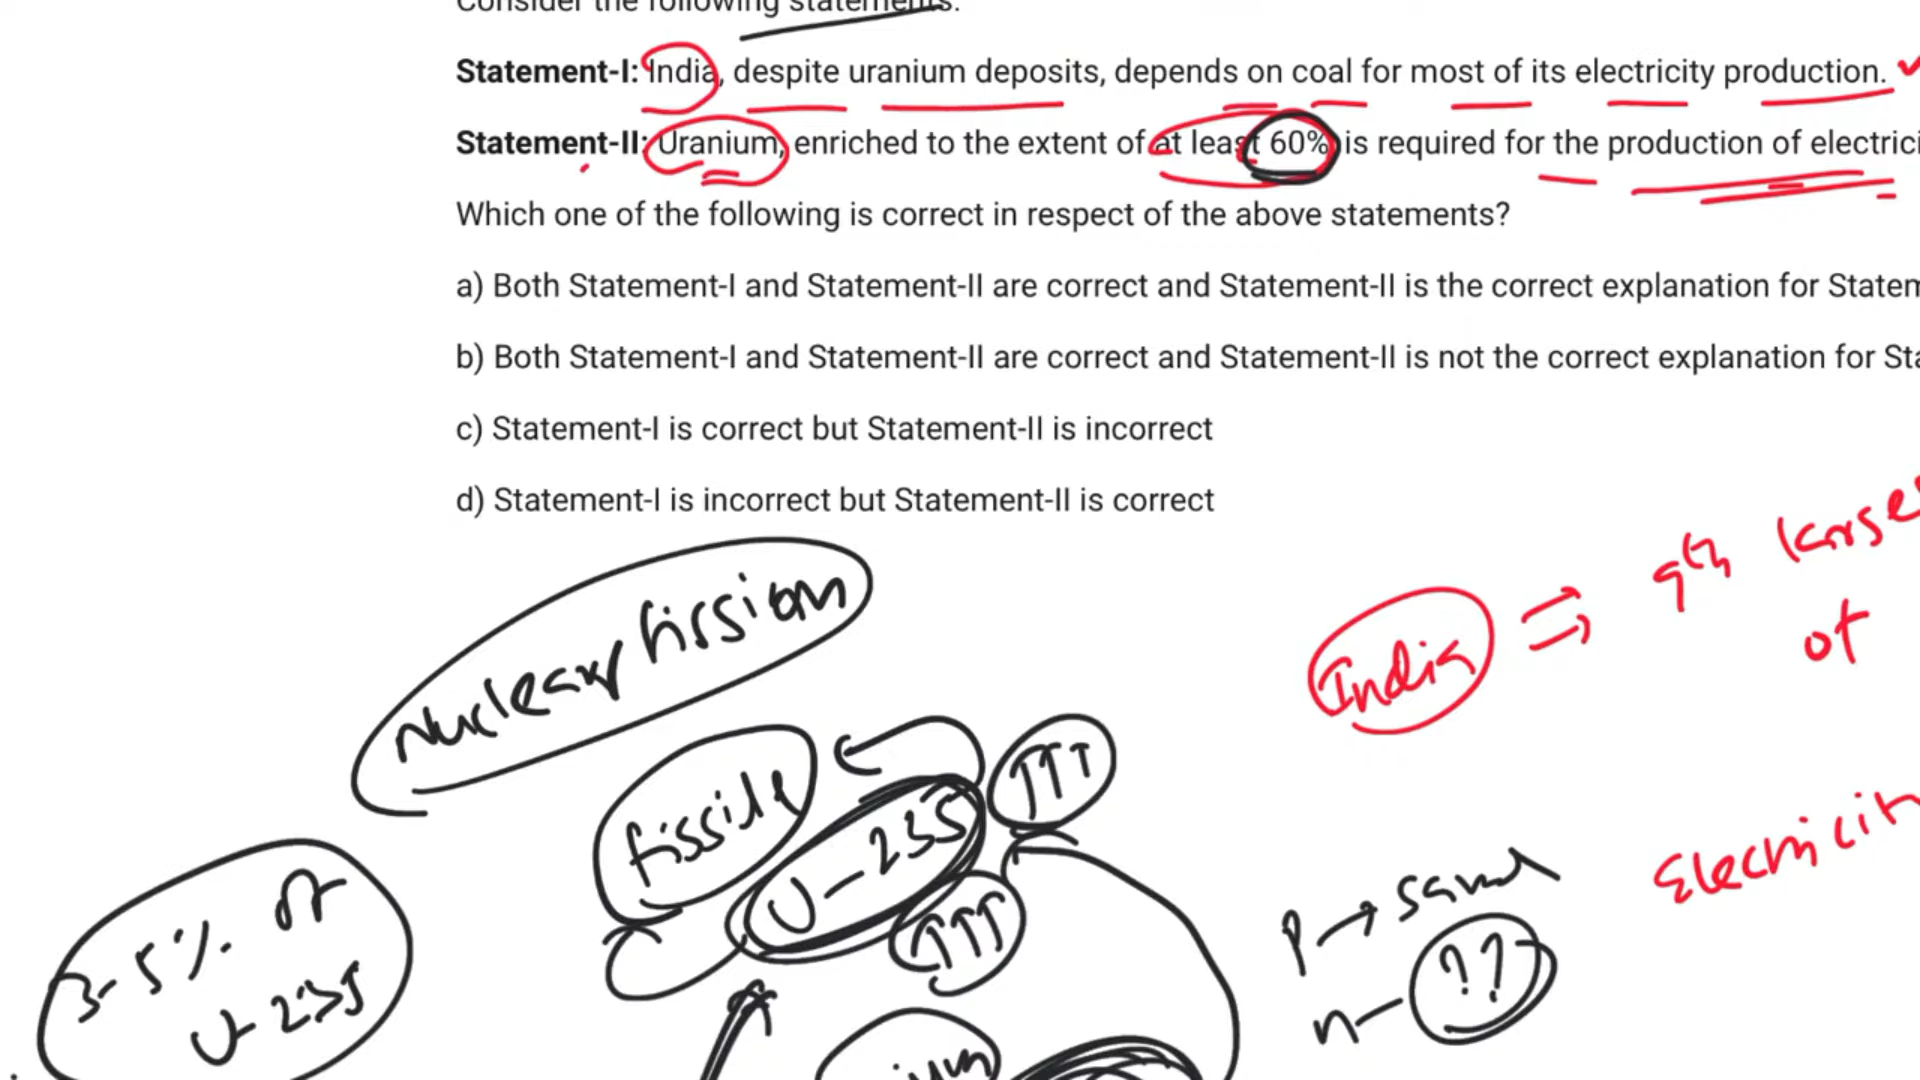 Consider the following statements:
Statement-I: India, despite uranium deposits, depends on coal for most of its electricity production.
Statement-II: Uranium, enriched to the extent of at least 60% is required for the production of electrici
Which one of the following is correct in respect of the above statements?
a) Both Statement-I and Statement-II are correct and Statement-II is the correct explanation for Statem
b) Both Statement-I and Statement-II are correct and Statement-II is not the correct explanation for Sta
c) Statement-I is correct but Statement-II is incorrect
d) Statement-I is incorrect but Statement-II is correct
Nuclear fission
India ⇒ 9th
of
fissile
U-235
Electricit
3-5% of
U-235
P → same
n - ??
ium